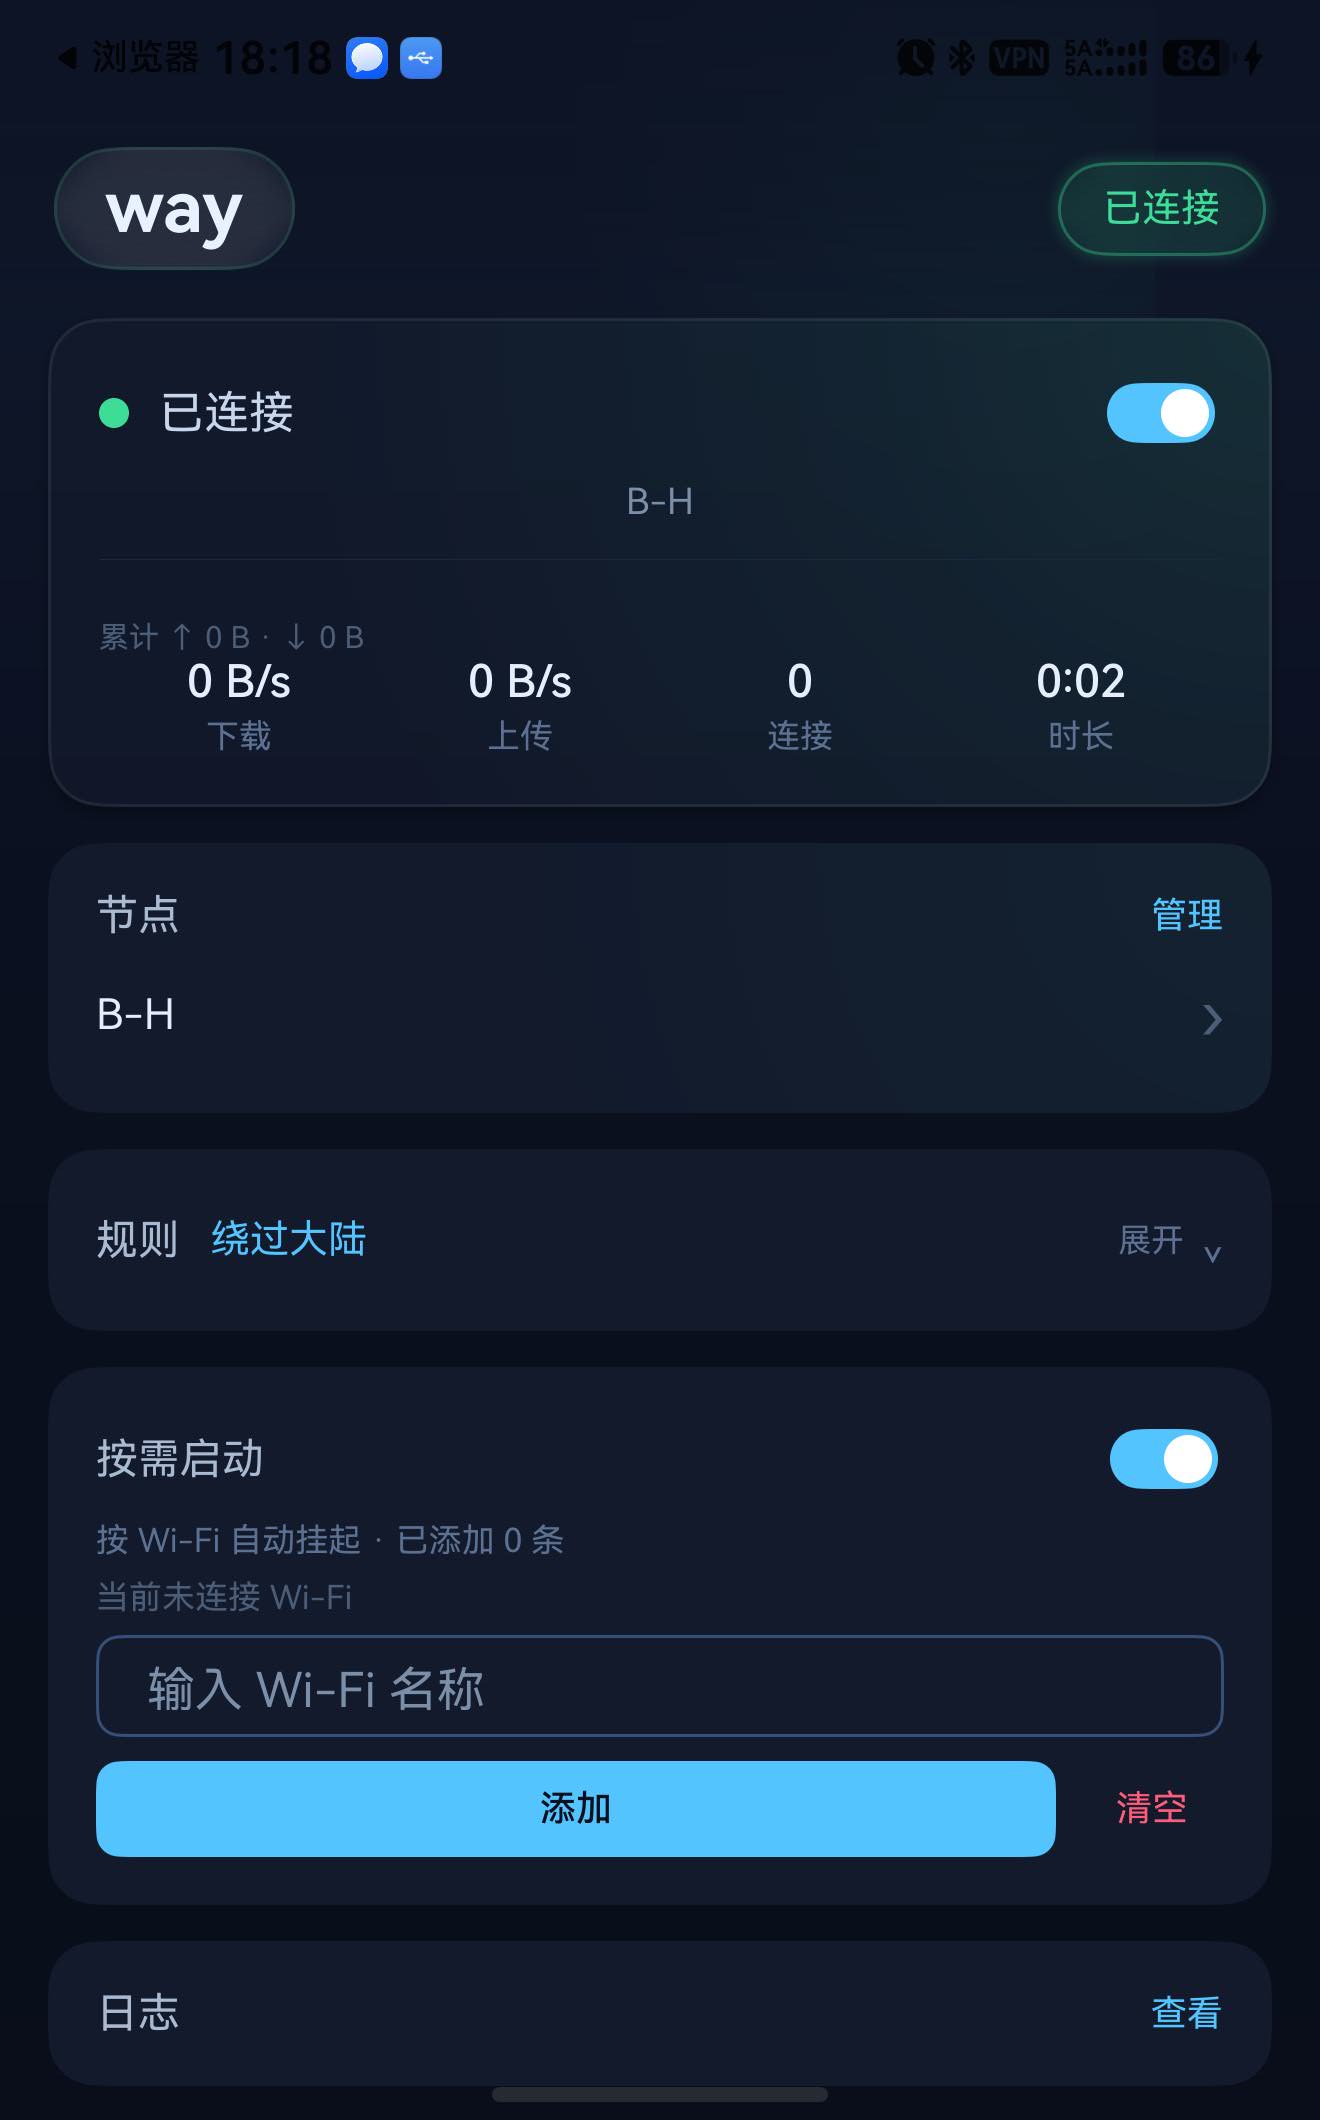 浏览器 18:18 VPN 5A 5A 86
way 已连接
已连接
B-H
累计 ↑ 0 B · ↓ 0 B
0 B/s 0 B/s 0 0:02
下载 上传 连接 时长
节点 管理
B-H
规则 绕过大陆 展开
按需启动
按 Wi-Fi 自动挂起 · 已添加 0 条
当前未连接 Wi-Fi
输入 Wi-Fi 名称
添加 清空
日志 查看